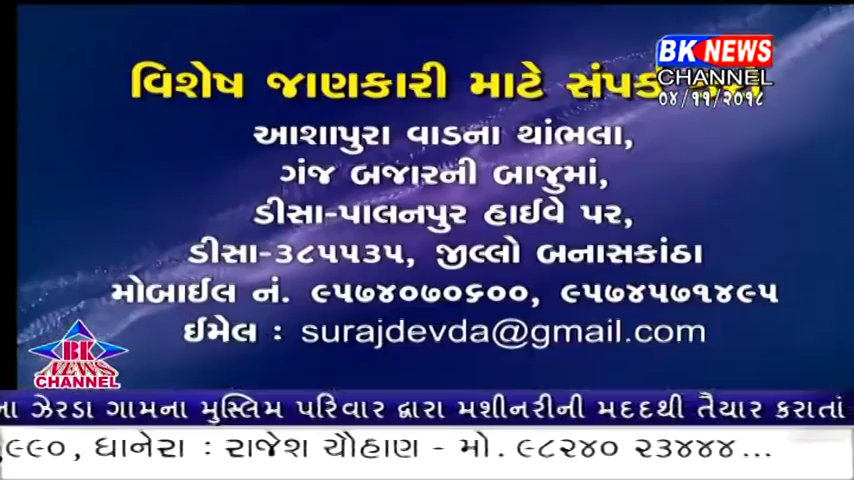 BK NEWS
CHANNEL
૦૪/૧૧/૨૦૧૮
વિશેષ જાણકારી માટે
આશાપુરા વાડના થાંભલા,
ગંજ બજારની બાજુમાં,
ડીસા-પાલનપુર હાઈવે પર,
ડીસા-૩૮૫૫૩૫, જીલ્લો બનાસકાંઠા
મોબાઈલ નં. ૯૫૭૪૦૭૦૬૦૦, ૯૫૭૪૫૭૧૪૯૫
ઈમેલ : surajdevda@gmail.com
BK
NEWS
CHANNEL
ના ઝેરડા ગામના મુસ્લિમ પરિવાર દ્વારા મશીનરીની મદદથી તૈયાર કરાતાં
૯૯૦, ધાનેરા : રાજેશ ચૌહાણ - મો. ૯૮૨૪૦ ૨૩૪૪૪...